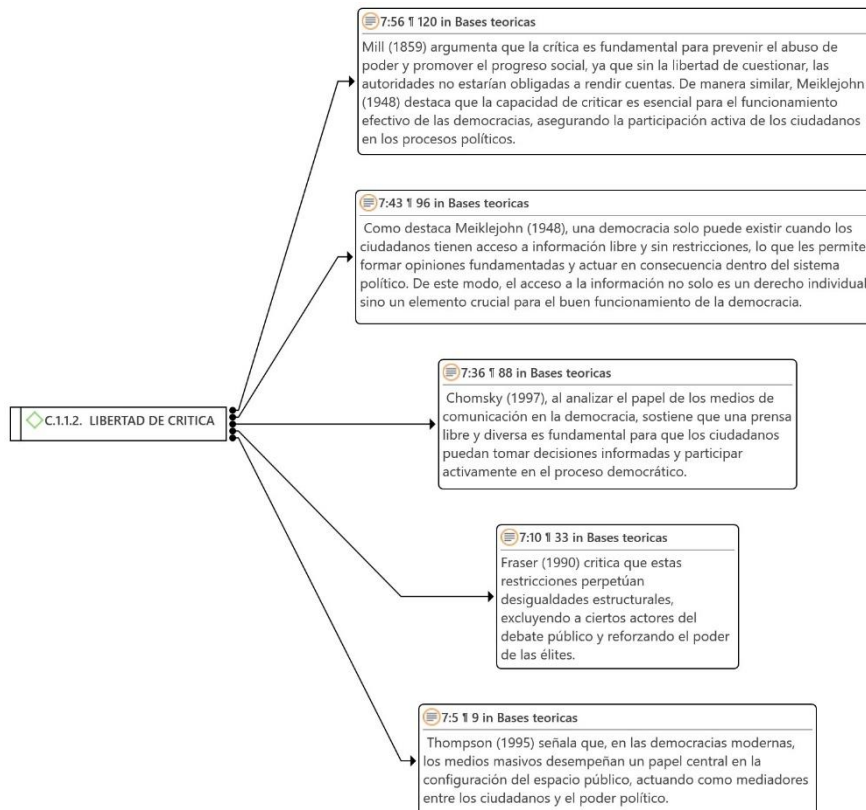 7:56 ¶ 120 in Bases teoricas
Mill (1859) argumenta que la crítica es fundamental para prevenir el abuso de
poder y promover el progreso social, ya que sin la libertad de cuestionar, las
autoridades no estarían obligadas a rendir cuentas. De manera similar, Meiklejohn
(1948) destaca que la capacidad de criticar es esencial para el funcionamiento
efectivo de las democracias, asegurando la participación activa de los ciudadanos
en los procesos políticos.
7:43 ¶ 96 in Bases teoricas
Como destaca Meiklejohn (1948), una democracia solo puede existir cuando los
ciudadanos tienen acceso a información libre y sin restricciones, lo que les permite
formar opiniones fundamentadas y actuar en consecuencia dentro del sistema
político. De este modo, el acceso a la información no solo es un derecho individual
sino un elemento crucial para el buen funcionamiento de la democracia.
7:36 ¶ 88 in Bases teoricas
Chomsky (1997), al analizar el papel de los medios de
comunicación en la democracia, sostiene que una prensa
libre y diversa es fundamental para que los ciudadanos
puedan tomar decisiones informadas y participar
activamente en el proceso democrático.
C.1.1.2. LIBERTAD DE CRITICA
7:10 ¶ 33 in Bases teoricas
Fraser (1990) critica que estas
restricciones perpetúan
desigualdades estructurales,
excluyendo a ciertos actores del
debate público y reforzando el poder
de las élites.
7:5 ¶ 9 in Bases teoricas
Thompson (1995) señala que, en las democracias modernas,
los medios masivos desempeñan un papel central en la
configuración del espacio público, actuando como mediadores
entre los ciudadanos y el poder político.